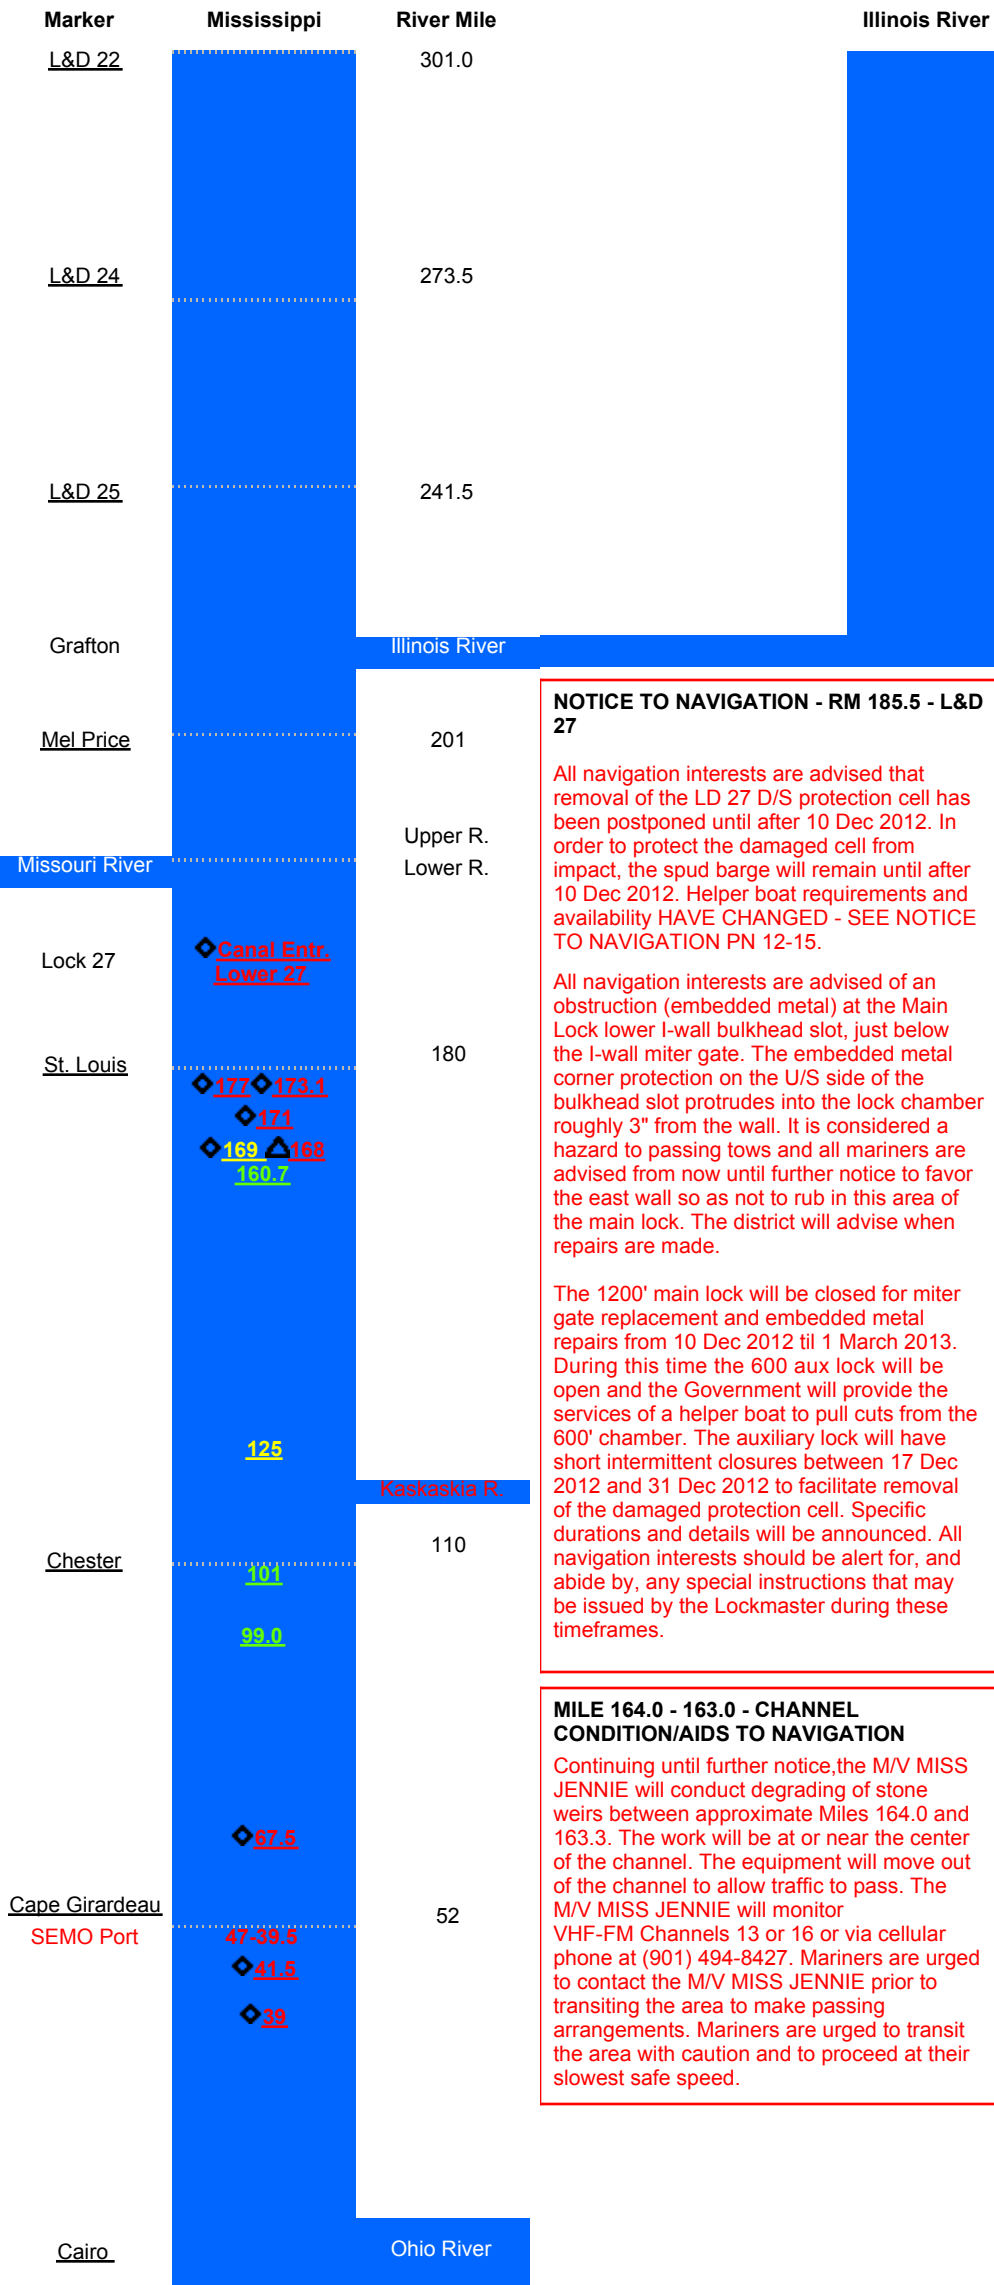 Marker Mississippi River Mile Illinois River
L&D 22 301.0
L&D 24 273.5
L&D 25 241.5
Grafton Illinois River
Mel Price 201
Upper R.
Missouri River Lower R.
Lock 27 Canal Entr.
Lower 27
St. Louis 180
177 173.1
171
169 168
160.7
125
Kaskaskia R.
Chester 110
101
99.0
67.5
Cape Girardeau 52
SEMO Port 47-39.5
41.5
39
Cairo Ohio River
NOTICE TO NAVIGATION - RM 185.5 - L&D
27
All navigation interests are advised that
removal of the LD 27 D/S protection cell has
been postponed until after 10 Dec 2012. In
order to protect the damaged cell from
impact, the spud barge will remain until after
10 Dec 2012. Helper boat requirements and
availability HAVE CHANGED - SEE NOTICE
TO NAVIGATION PN 12-15.
All navigation interests are advised of an
obstruction (embedded metal) at the Main
Lock lower I-wall bulkhead slot, just below
the I-wall miter gate. The embedded metal
corner protection on the U/S side of the
bulkhead slot protrudes into the lock chamber
roughly 3" from the wall. It is considered a
hazard to passing tows and all mariners are
advised from now until further notice to favor
the east wall so as not to rub in this area of
the main lock. The district will advise when
repairs are made.
The 1200' main lock will be closed for miter
gate replacement and embedded metal
repairs from 10 Dec 2012 til 1 March 2013.
During this time the 600 aux lock will be
open and the Government will provide the
services of a helper boat to pull cuts from the
600' chamber. The auxiliary lock will have
short intermittent closures between 17 Dec
2012 and 31 Dec 2012 to facilitate removal
of the damaged protection cell. Specific
durations and details will be announced. All
navigation interests should be alert for, and
abide by, any special instructions that may
be issued by the Lockmaster during these
timeframes.
MILE 164.0 - 163.0 - CHANNEL
CONDITION/AIDS TO NAVIGATION
Continuing until further notice,the M/V MISS
JENNIE will conduct degrading of stone
weirs between approximate Miles 164.0 and
163.3. The work will be at or near the center
of the channel. The equipment will move out
of the channel to allow traffic to pass. The
M/V MISS JENNIE will monitor
VHF-FM Channels 13 or 16 or via cellular
phone at (901) 494-8427. Mariners are urged
to contact the M/V MISS JENNIE prior to
transiting the area to make passing
arrangements. Mariners are urged to transit
the area with caution and to proceed at their
slowest safe speed.